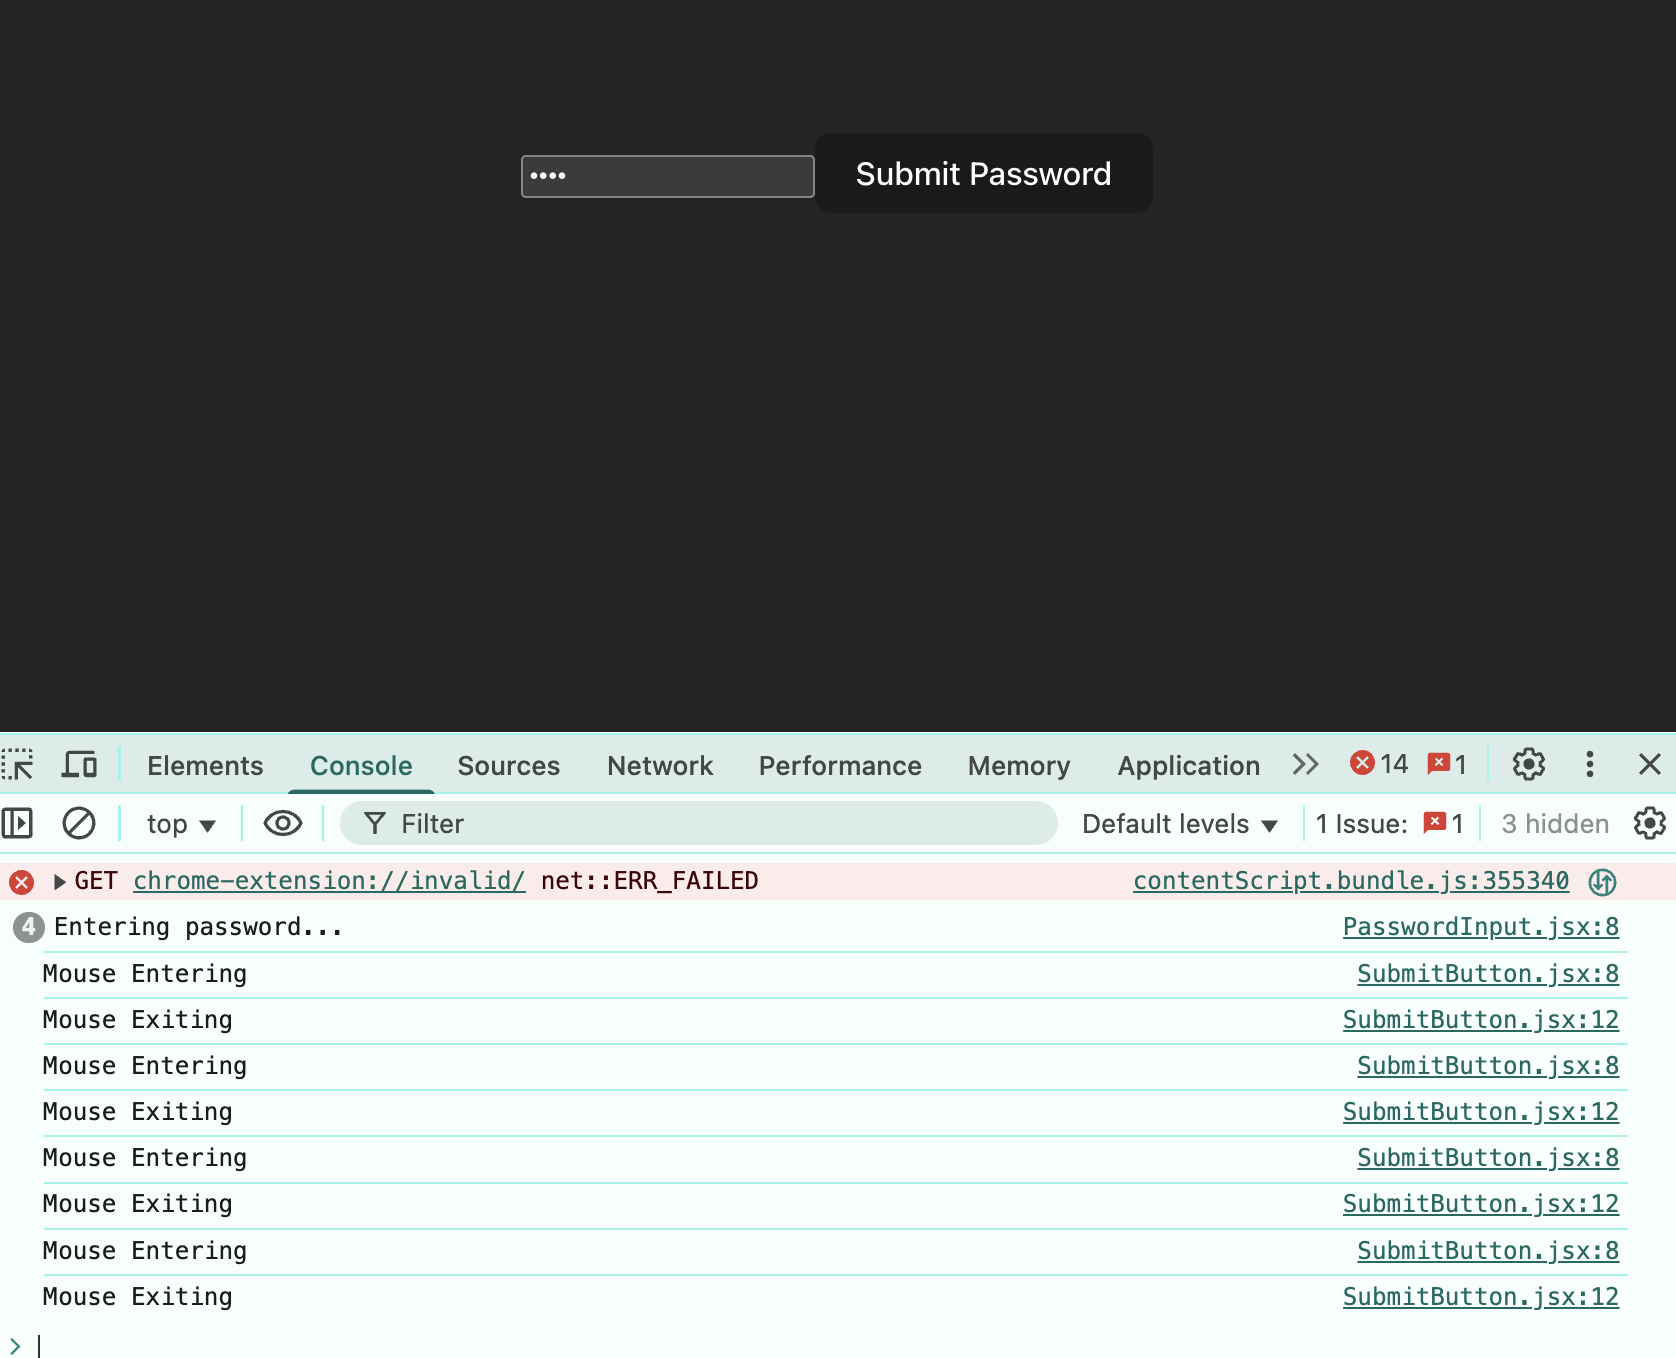 •••• Submit Password
Elements Console Sources Network Performance Memory Application 14 1
top Filter Default levels 1 Issue: 1 3 hidden
GET chrome-extension://invalid/ net::ERR_FAILED contentScript.bundle.js:355340
4 Entering password... PasswordInput.jsx:8
Mouse Entering SubmitButton.jsx:8
Mouse Exiting SubmitButton.jsx:12
Mouse Entering SubmitButton.jsx:8
Mouse Exiting SubmitButton.jsx:12
Mouse Entering SubmitButton.jsx:8
Mouse Exiting SubmitButton.jsx:12
Mouse Entering SubmitButton.jsx:8
Mouse Exiting SubmitButton.jsx:12